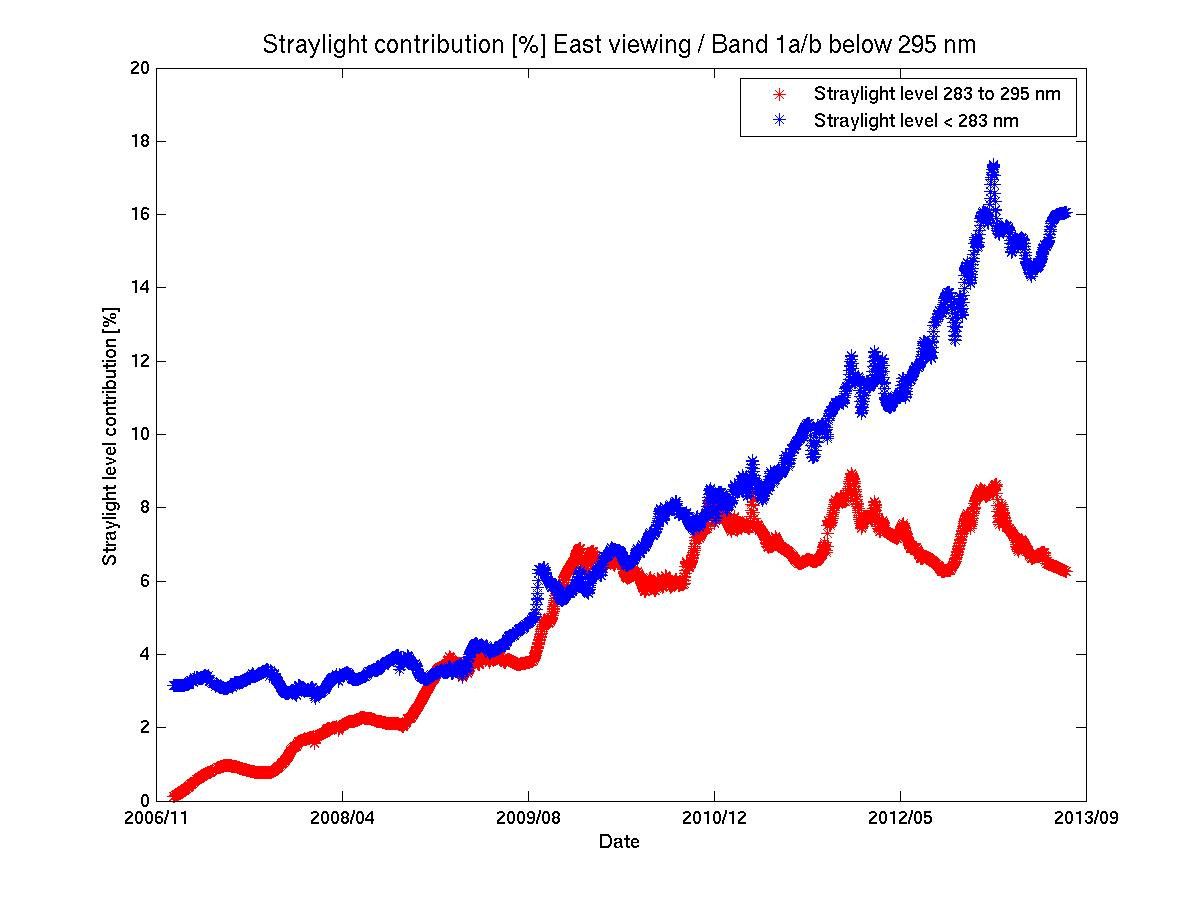 Straylight contribution [%] East viewing / Band 1a/b below 295 nm
Straylight level 283 to 295 nm
Straylight level < 283 nm
20
18
16
14
12
10
8
6
4
2
0
Straylight level contribution [%]
2006/11 2008/04 2009/08 2010/12 2012/05 2013/09
Date